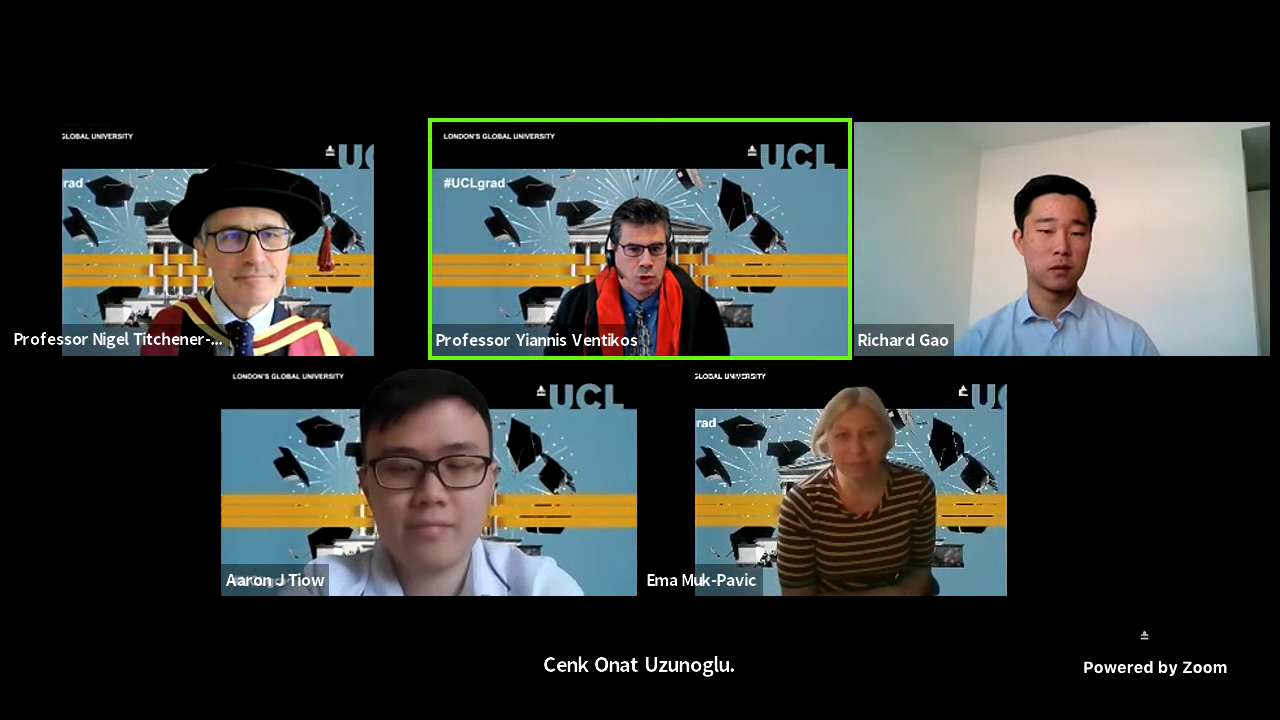 GLOBAL UNIVERSITY
UCL
rad
Professor Nigel Titchener-...
LONDON'S GLOBAL UNIVERSITY
UCL
#UCLgrad
Professor Yiannis Ventikos
Richard Gao
LONDON'S GLOBAL UNIVERSITY
UCL
Aaron J Tiow
GLOBAL UNIVERSITY
UC
rad
Ema Muk-Pavic
Cenk Onat Uzunoglu.
Powered by Zoom